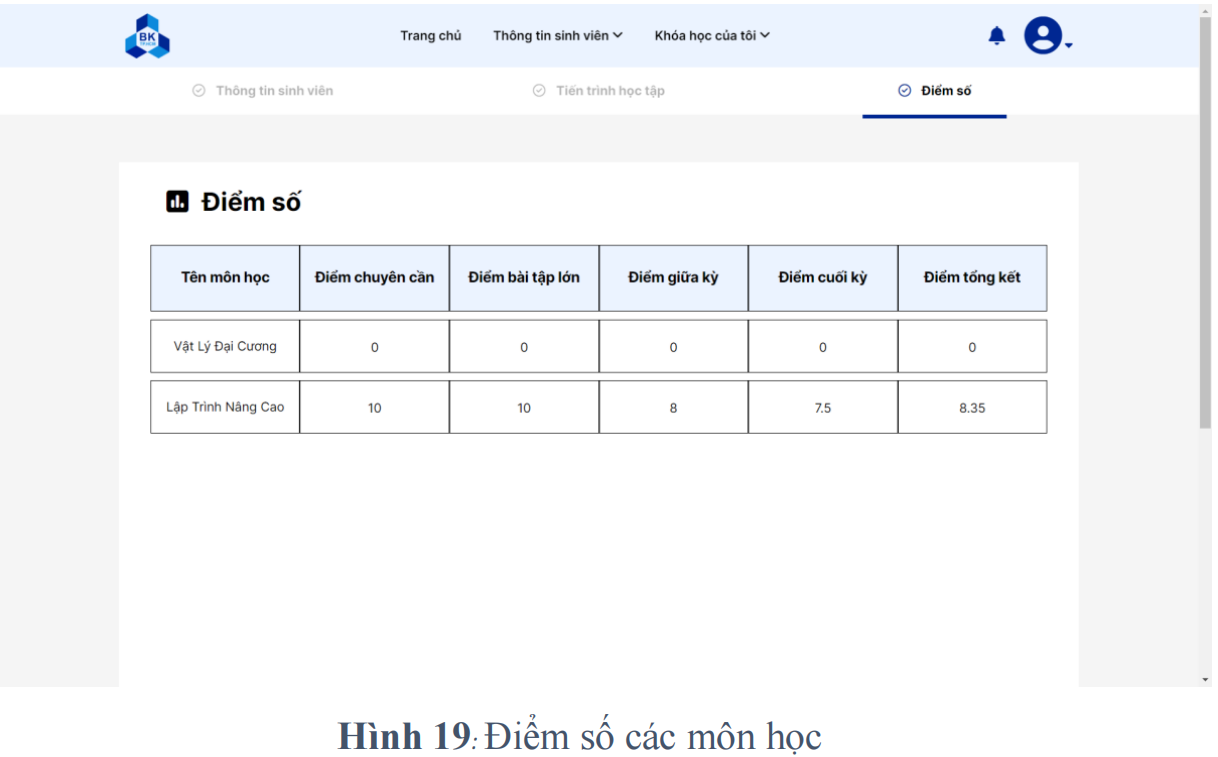 BK
Trang chủ Thông tin sinh viên Khóa học của tôi
Thông tin sinh viên Tiến trình học tập Điểm số
Điểm số
Tên môn học Điểm chuyên cần Điểm bài tập lớn Điểm giữa kỳ Điểm cuối kỳ Điểm tổng kết
Vật Lý Đại Cương 0 0 0 0 0
Lập Trình Nâng Cao 10 10 8 7.5 8.35
Hình 19: Điểm số các môn học